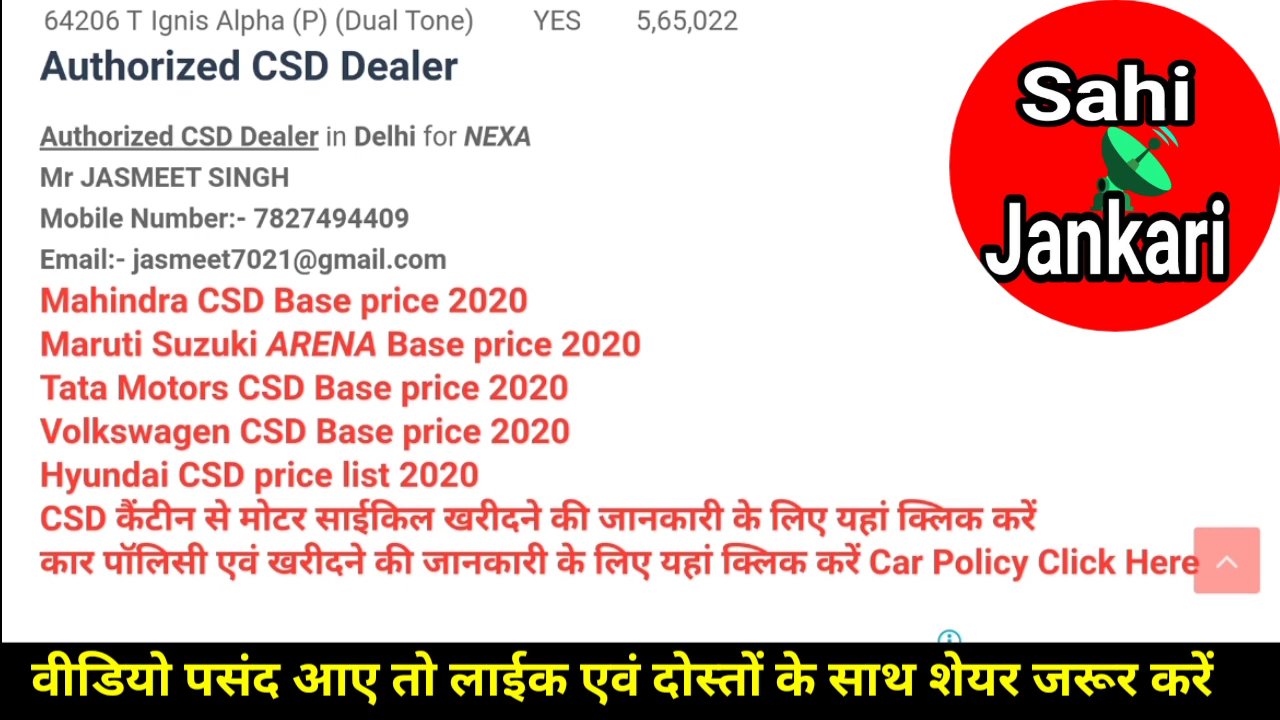 64206 T Ignis Alpha (P) (Dual Tone) YES 5,65,022
Authorized CSD Dealer
Authorized CSD Dealer in Delhi for NEXA
Mr JASMEET SINGH
Mobile Number:- 7827494409
Email:- jasmeet7021@gmail.com
Mahindra CSD Base price 2020
Maruti Suzuki ARENA Base price 2020
Tata Motors CSD Base price 2020
Volkswagen CSD Base price 2020
Hyundai CSD price list 2020
CSD कैंटीन से मोटर साईकिल खरीदने की जानकारी के लिए यहां क्लिक करें
कार पॉलिसी एवं खरीदने की जानकारी के लिए यहां क्लिक करें Car Policy Click Here
Sahi
Jankari
वीडियो पसंद आए तो लाईक एवं दोस्तों के साथ शेयर जरूर करें